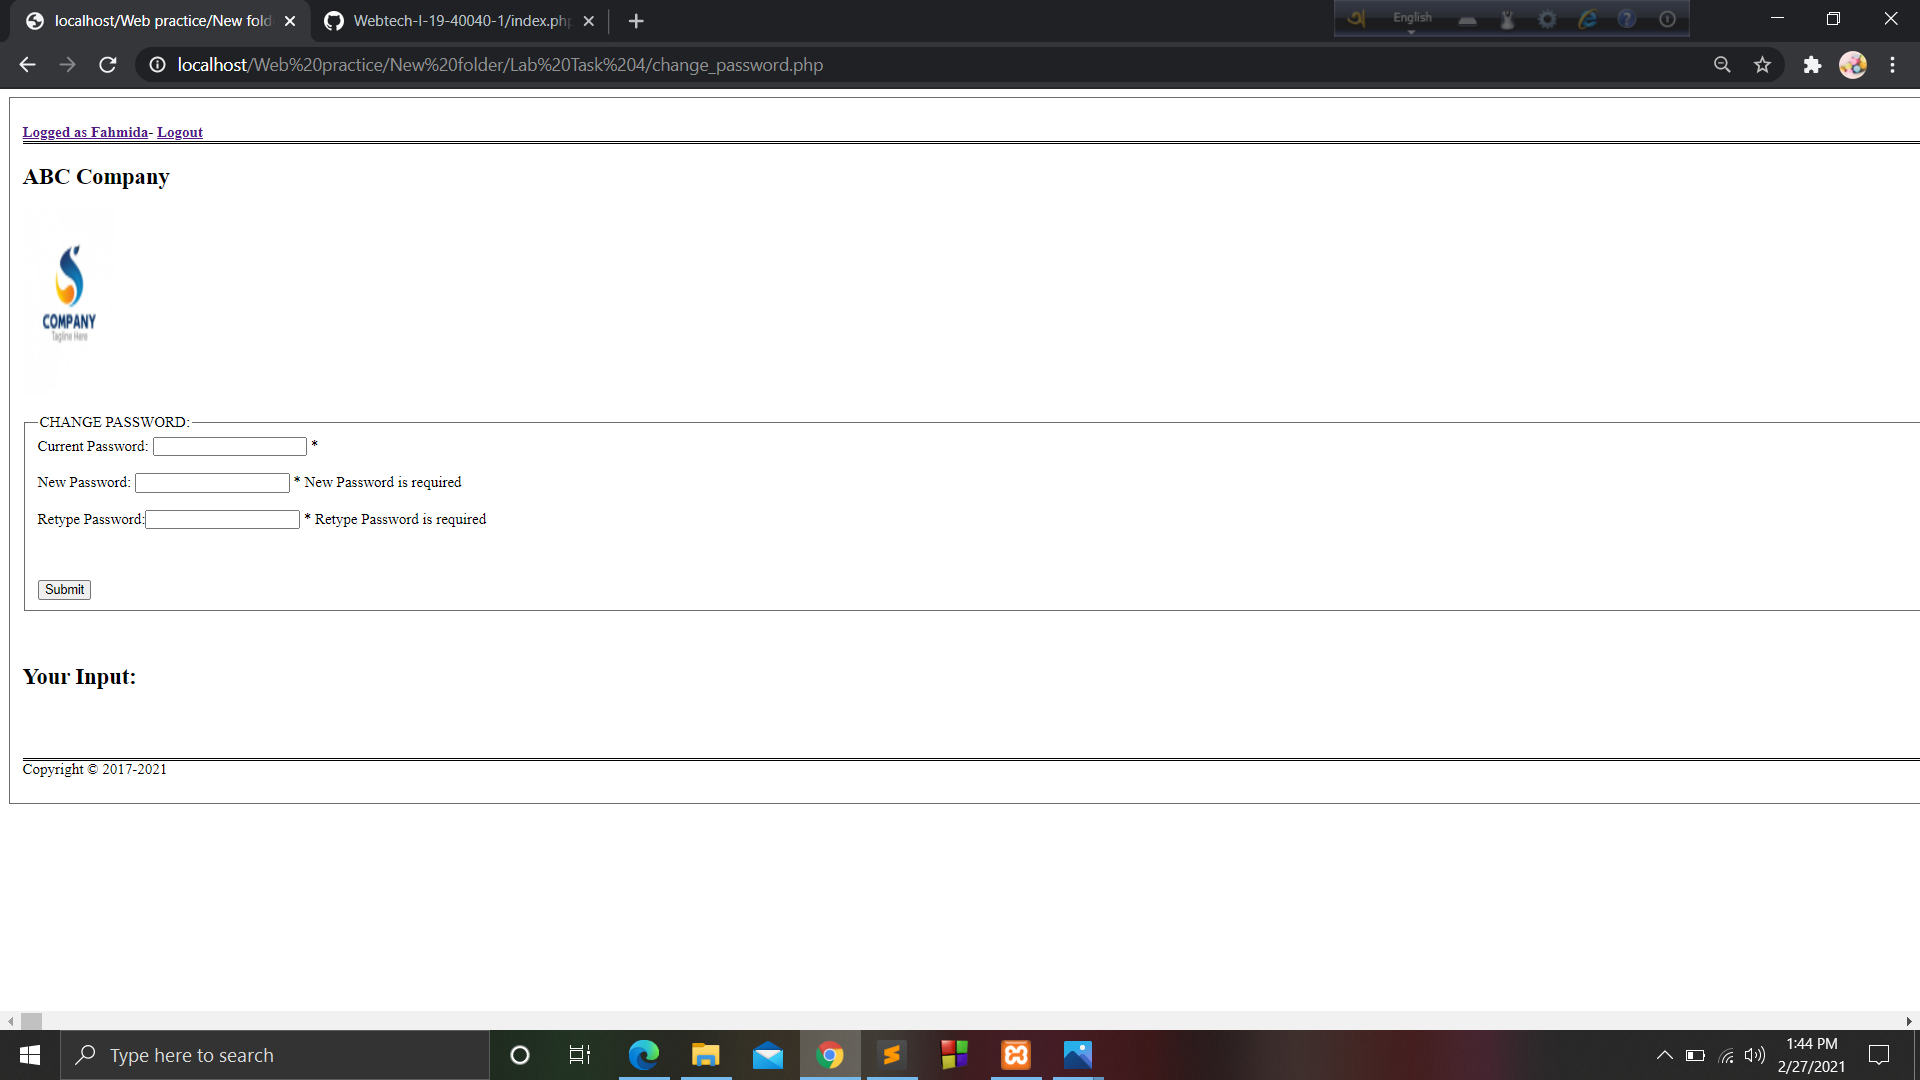 localhost/Web practice/New fold
Webtech-I-19-40040-1/index.php
English
localhost/Web%20practice/New%20folder/Lab%20Task%204/change_password.php
Logged as Fahmida- Logout
ABC Company
COMPANY
Tagline Here
CHANGE PASSWORD:
Current Password: *
New Password: * New Password is required
Retype Password: * Retype Password is required
Submit
Your Input:
Copyright © 2017-2021
Type here to search
1:44 PM
2/27/2021